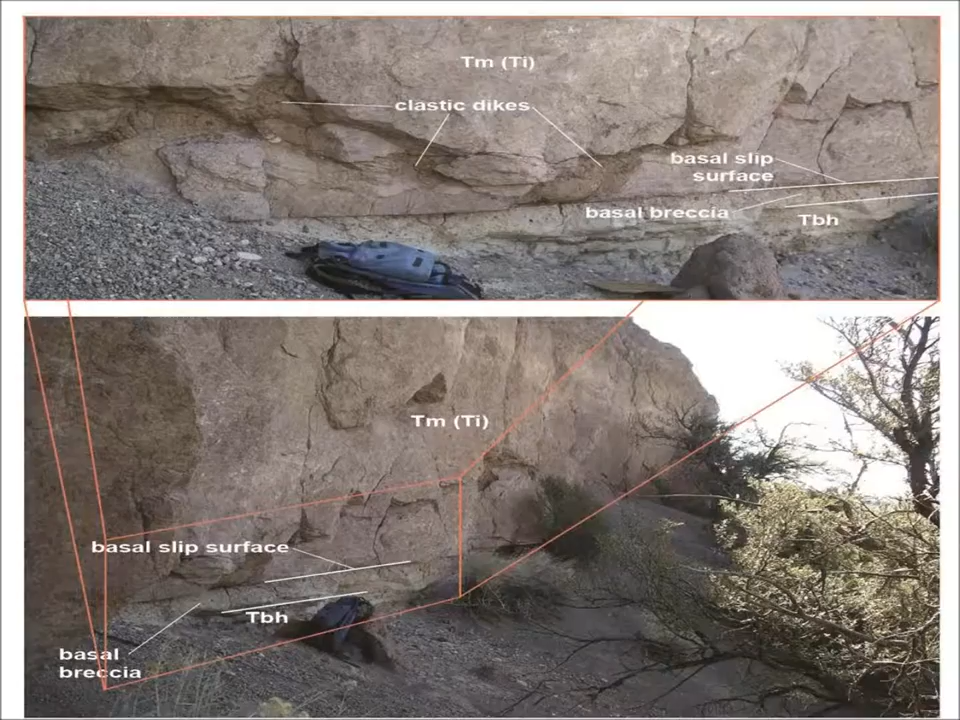 Tm (Ti)
clastic dikes
basal slip
surface
basal breccia
Tbh
Tm (Ti)
basal slip surface
Tbh
basal
breccia